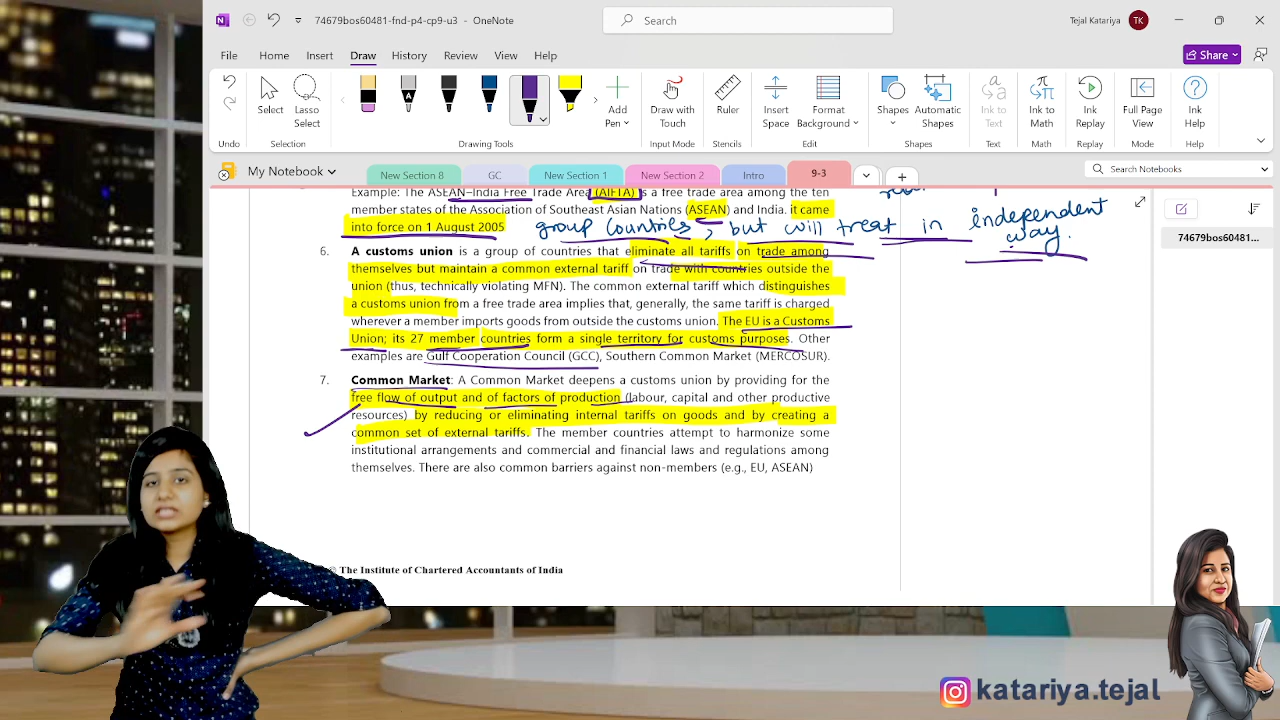 74679bos60481-fnd-p4-cp9-u3 - OneNote
Search
Tejal Katariya
TK
File Home Insert Draw History Review View Help
Share
Select
Lasso Select
Add Pen
Draw with Touch
Ruler
Insert Space
Format Background
Shapes
Automatic Shapes
Ink to Text
Ink to Math
Ink Replay
Full Page View
Ink Help
Undo
Selection
Drawing Tools
Input Mode
Stencils
Edit
Shapes
Convert
Math
Replay
Mode
Help
My Notebook
New Section 8
GC
New Section 1
New Section 2
Intro
9-3
Search Notebooks
74679bos60481...
Example: The ASEAN–India Free Trade Area (AIFTA) is a free trade area among the ten
member states of the Association of Southeast Asian Nations (ASEAN) and India. it came
into force on 1 August 2005
group Countries, but will treat in independent way.
6. A customs union is a group of countries that eliminate all tariffs on trade among
themselves but maintain a common external tariff on trade with countries outside the
union (thus, technically violating MFN). The common external tariff which distinguishes
a customs union from a free trade area implies that, generally, the same tariff is charged
wherever a member imports goods from outside the customs union. The EU is a Customs
Union; its 27 member countries form a single territory for customs purposes. Other
examples are Gulf Cooperation Council (GCC), Southern Common Market (MERCOSUR).
7. Common Market: A Common Market deepens a customs union by providing for the
free flow of output and of factors of production (labour, capital and other productive
resources) by reducing or eliminating internal tariffs on goods and by creating a
common set of external tariffs. The member countries attempt to harmonize some
institutional arrangements and commercial and financial laws and regulations among
themselves. There are also common barriers against non-members (e.g., EU, ASEAN)
© The Institute of Chartered Accountants of India
katariya.tejal